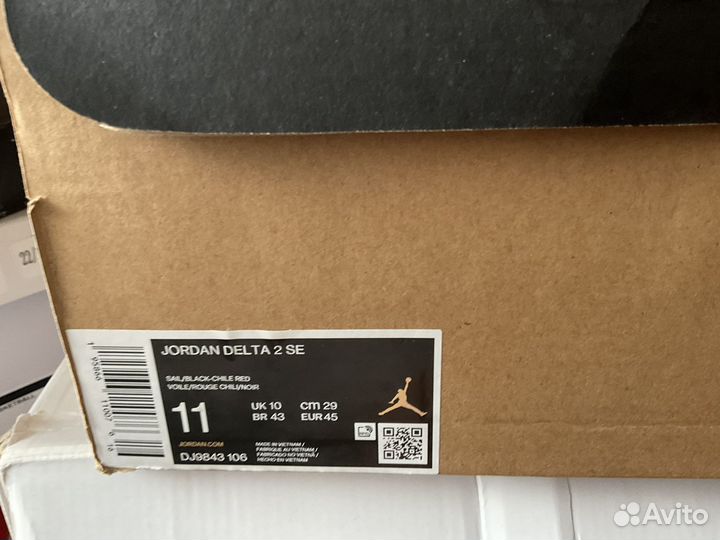 22/
JORDAN DELTA 2 SE
SAIL/BLACK-CHILE RED
VOILE/ROUGE CHILI/NOIR
11
UK 10
cm 29
BR 43
EUR 45
JORDAN.COM
DJ9843 106
MADE IN VIETNAM /
FABRIQUÉ AU VIETNAM /
FABRICADO NO VIETNÃ /
HECHO EN VIETNAM
Avito